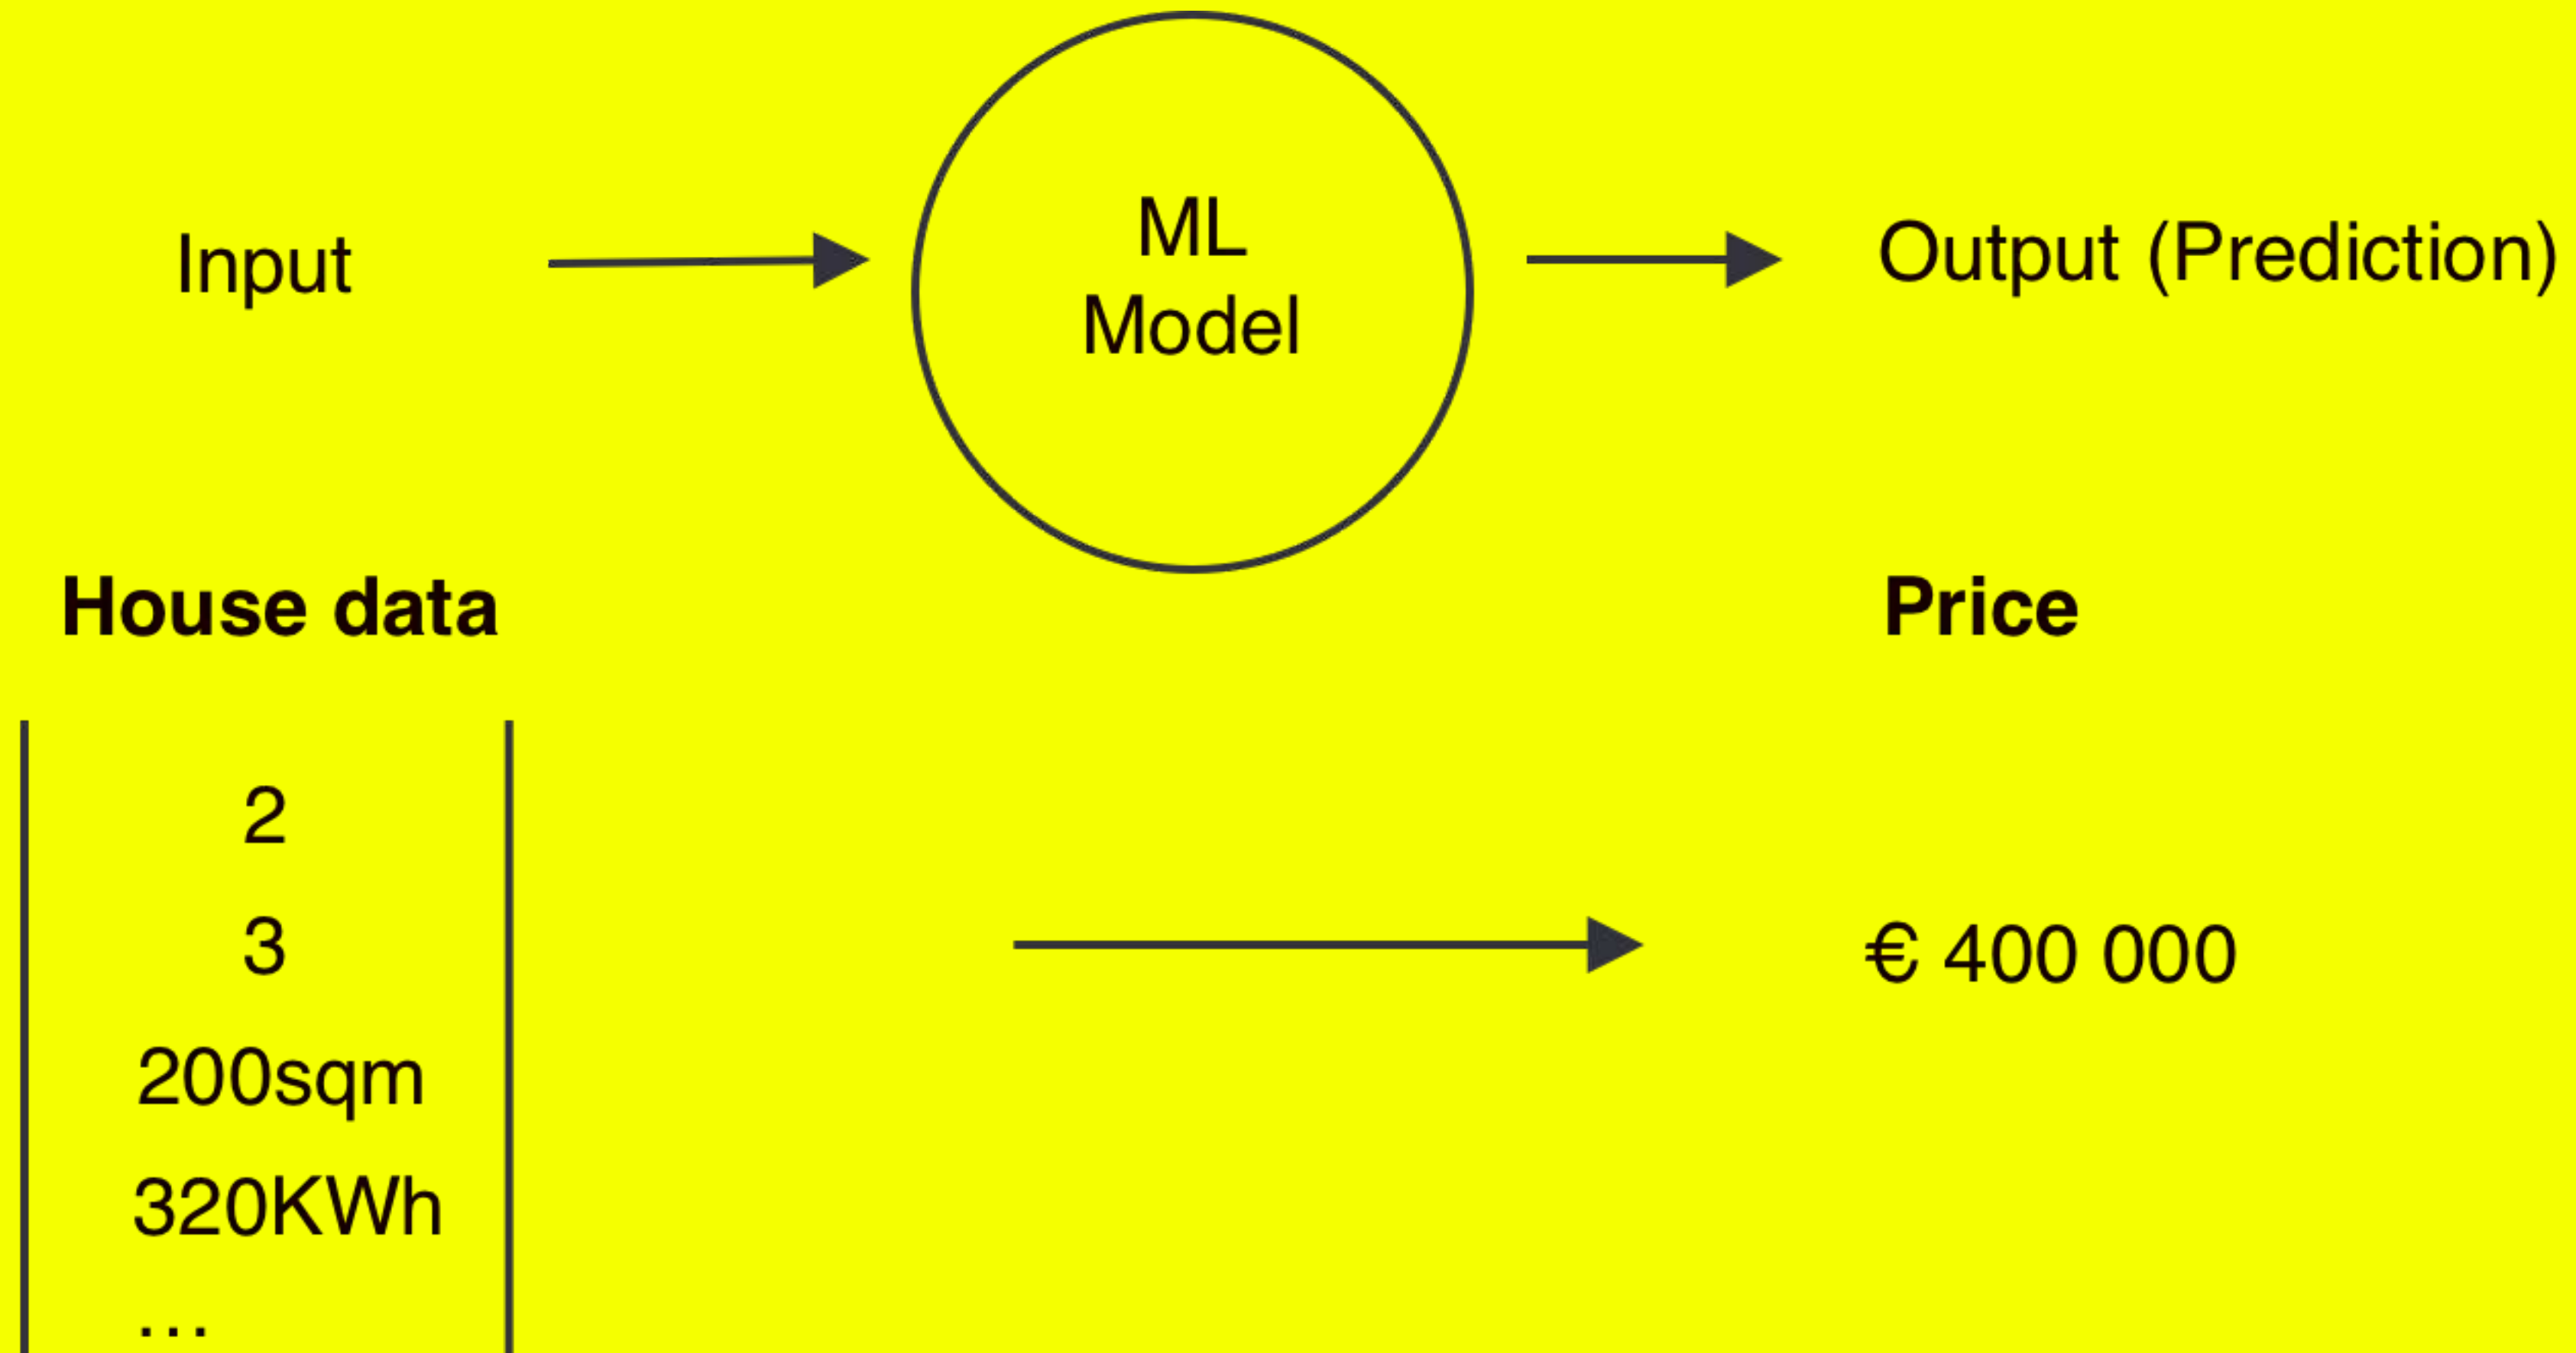 Input
ML
Model
Output (Prediction)
House data
Price
2
3
200sqm
320KWh
...
€ 400 000